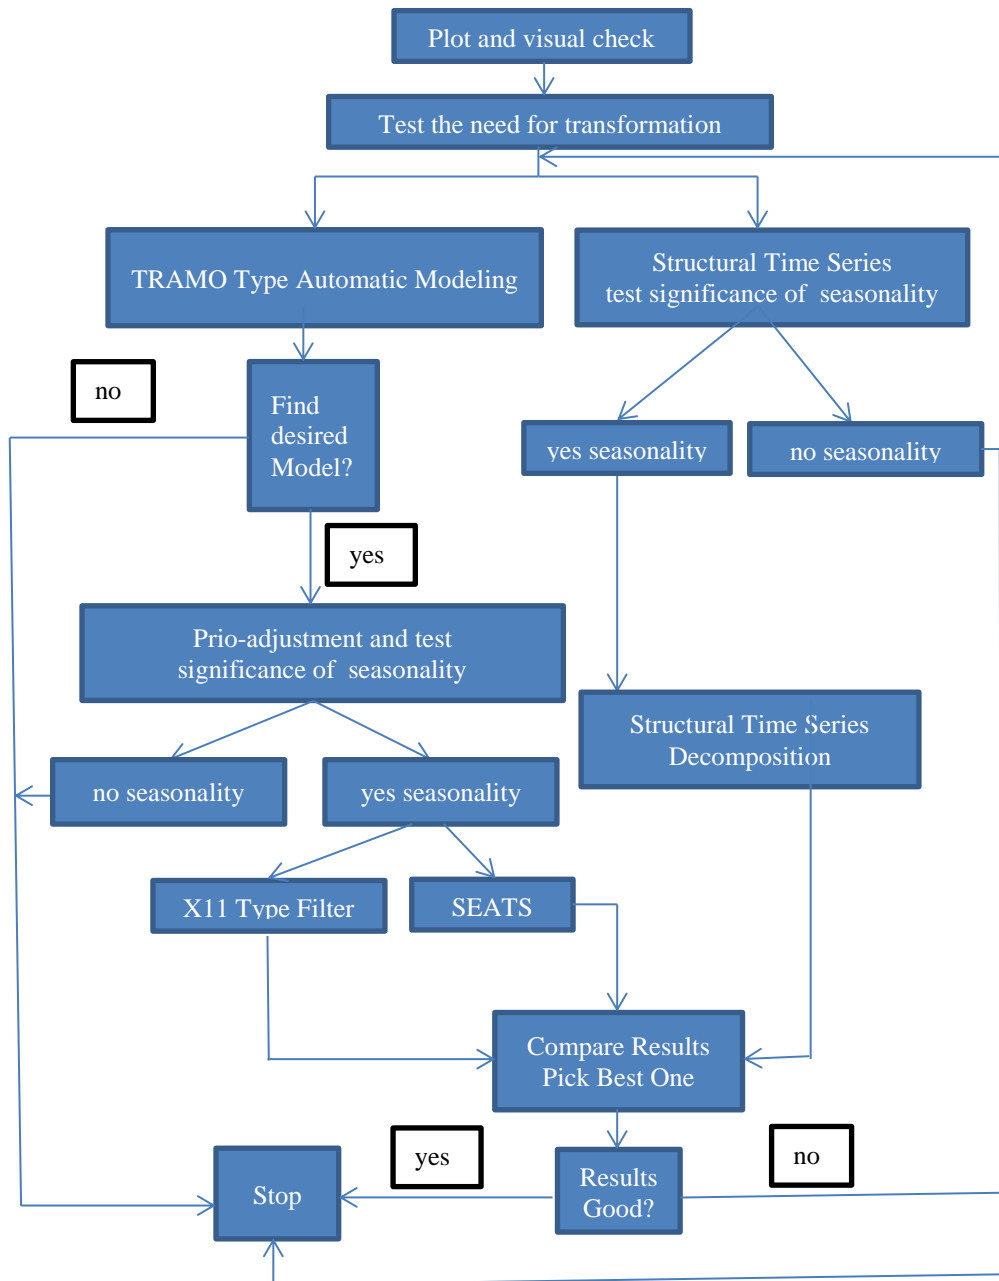 Plot and visual check
Test the need for transformation
TRAMO Type Automatic Modeling
Structural Time Series
test significance of seasonality
no
Find
desired
Model?
yes seasonality
no seasonality
yes
Prio-adjustment and test
significance of seasonality
Structural Time Series
Decomposition
no seasonality
yes seasonality
X11 Type Filter
SEATS
Compare Results
Pick Best One
yes
no
Stop
Results
Good?